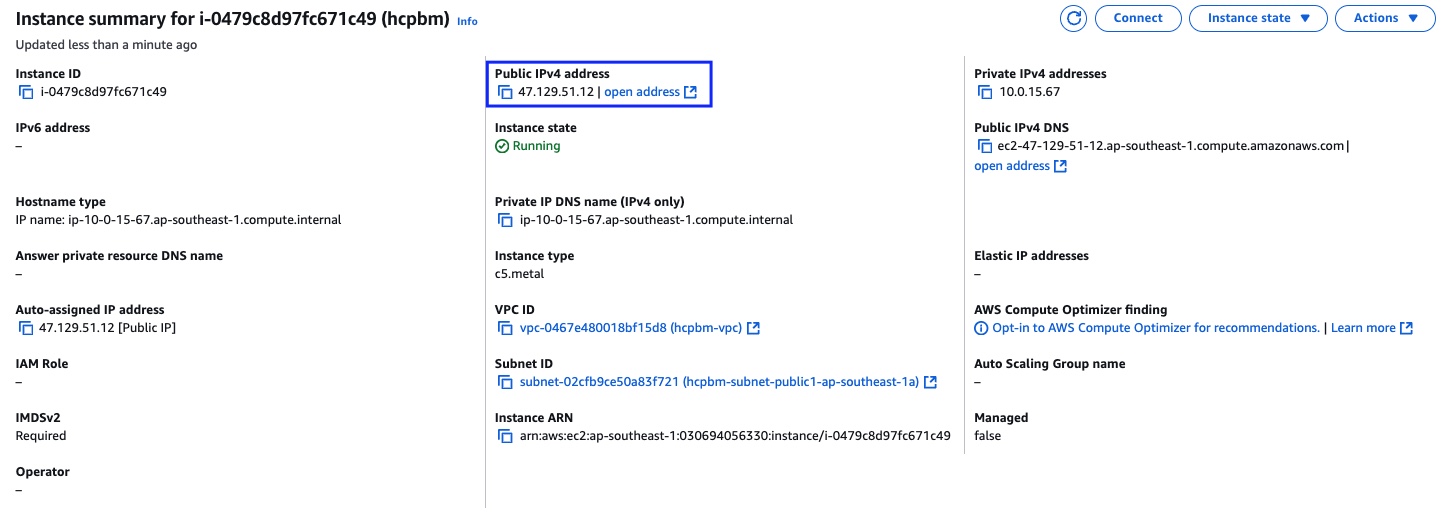 Instance summary for i-0479c8d97fc671c49 (hcpbm) Info
Connect
Instance state
Actions
Updated less than a minute ago
Instance ID
i-0479c8d97fc671c49
Public IPv4 address
47.129.51.12 | open address
Private IPv4 addresses
10.0.15.67
IPv6 address
–
Instance state
Running
Public IPv4 DNS
ec2-47-129-51-12.ap-southeast-1.compute.amazonaws.com |
open address
Hostname type
IP name: ip-10-0-15-67.ap-southeast-1.compute.internal
Private IP DNS name (IPv4 only)
ip-10-0-15-67.ap-southeast-1.compute.internal
Answer private resource DNS name
–
Instance type
c5.metal
Elastic IP addresses
–
Auto-assigned IP address
47.129.51.12 [Public IP]
VPC ID
vpc-0467e480018bf15d8 (hcpbm-vpc)
AWS Compute Optimizer finding
Opt-in to AWS Compute Optimizer for recommendations. | Learn more
IAM Role
–
Subnet ID
subnet-02cfb9ce50a83f721 (hcpbm-subnet-public1-ap-southeast-1a)
Auto Scaling Group name
–
IMDSv2
Required
Instance ARN
arn:aws:ec2:ap-southeast-1:030694056330:instance/i-0479c8d97fc671c49
Managed
false
Operator
–